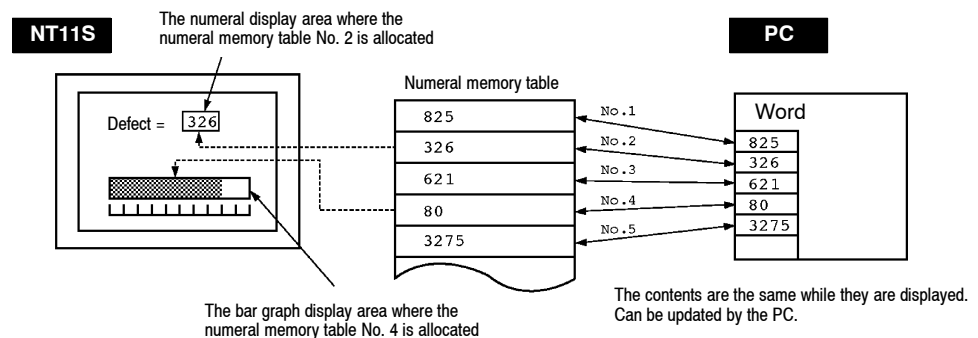 NT11S
The numeral display area where the
numeral memory table No. 2 is allocated
PC
Numeral memory table
Defect = 326
825
326
621
80
3275
No.1
No.2
No.3
No.4
No.5
Word
825
326
621
80
3275
The bar graph display area where the
numeral memory table No. 4 is allocated
The contents are the same while they are displayed.
Can be updated by the PC.